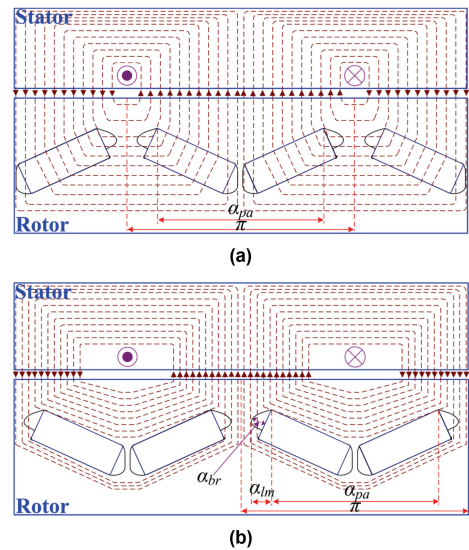 Stator
α_pa
π
Rotor
(a)
Stator
α_br
α_lm
α_pa
π
Rotor
(b)